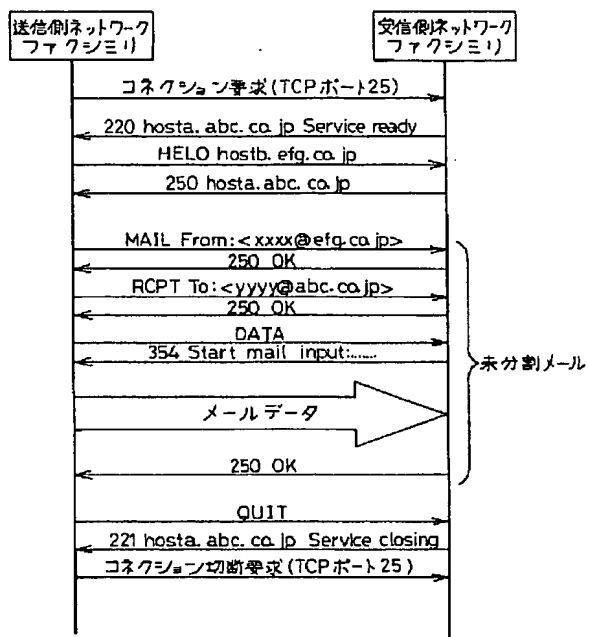 送信側ネットワーク
ファクシミリ
受信側ネットワーク
ファクシミリ
コネクション要求(TCPポート25)
220 hosta.abc.co.jp Service ready
HELO hostb.efg.co.jp
250 hosta.abc.co.jp
MAIL From:<xxxx@efg.co.jp>
250 OK
RCPT To:<yyyy@abc.co.jp>
250 OK
DATA
354 Start mail input:......
未分割メール
メールデータ
250 OK
QUIT
221 hosta.abc.co.jp Service closing
コネクション切断要求(TCPポート25)